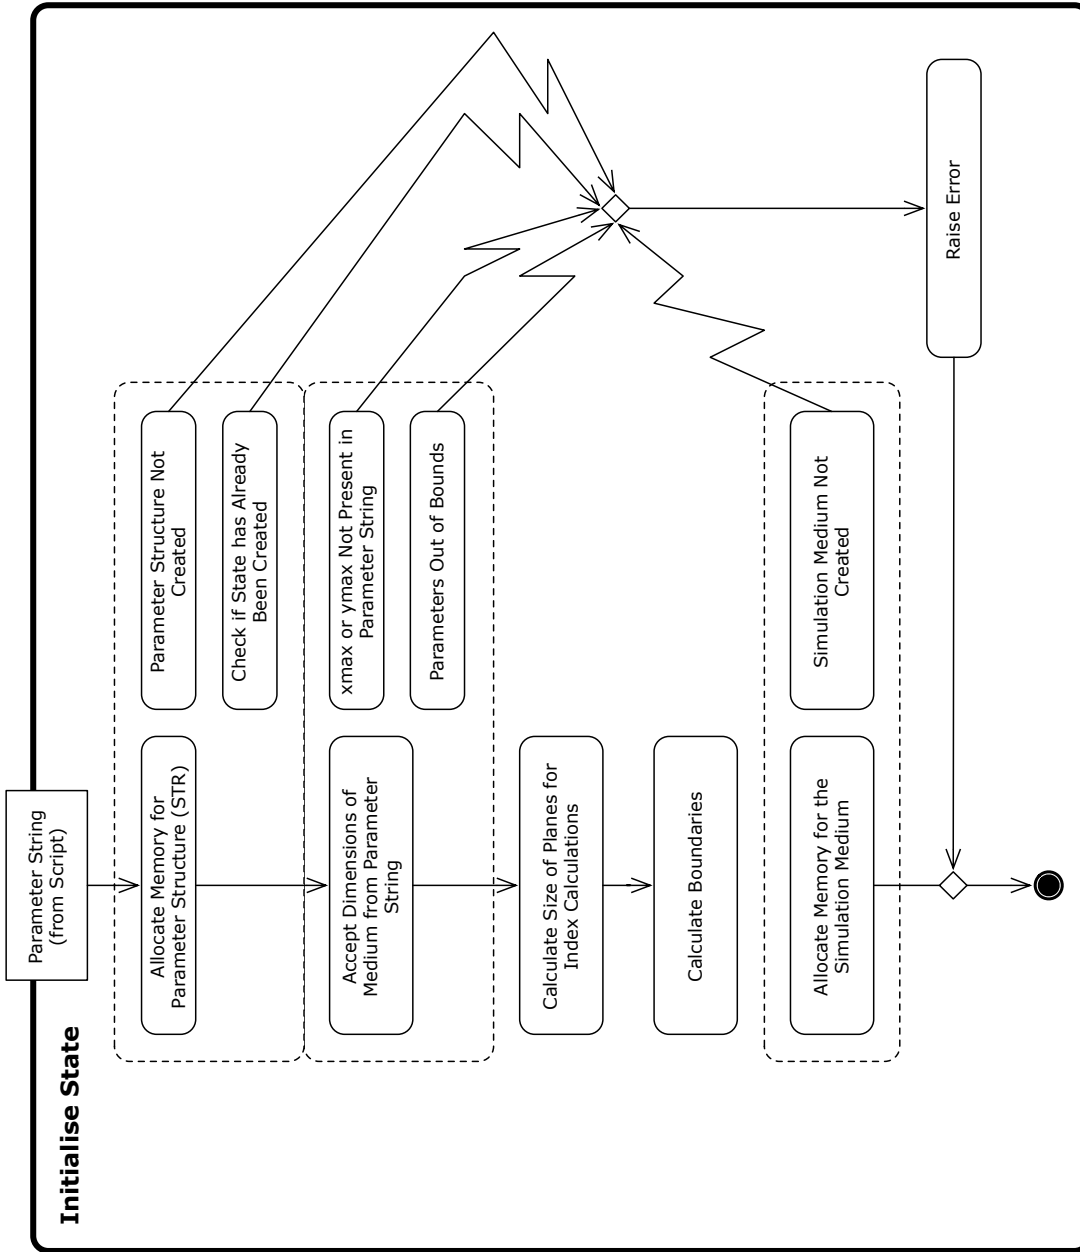 Initialise State
Parameter String
(from Script)
Allocate Memory for
Parameter Structure (STR)
Parameter Structure Not
Created
Check if State has Already
Been Created
Accept Dimensions of
Medium from Parameter
String
xmax or ymax Not Present in
Parameter String
Parameters Out of Bounds
Calculate Size of Planes for
Index Calculations
Calculate Boundaries
Allocate Memory for the
Simulation Medium
Simulation Medium Not
Created
Raise Error